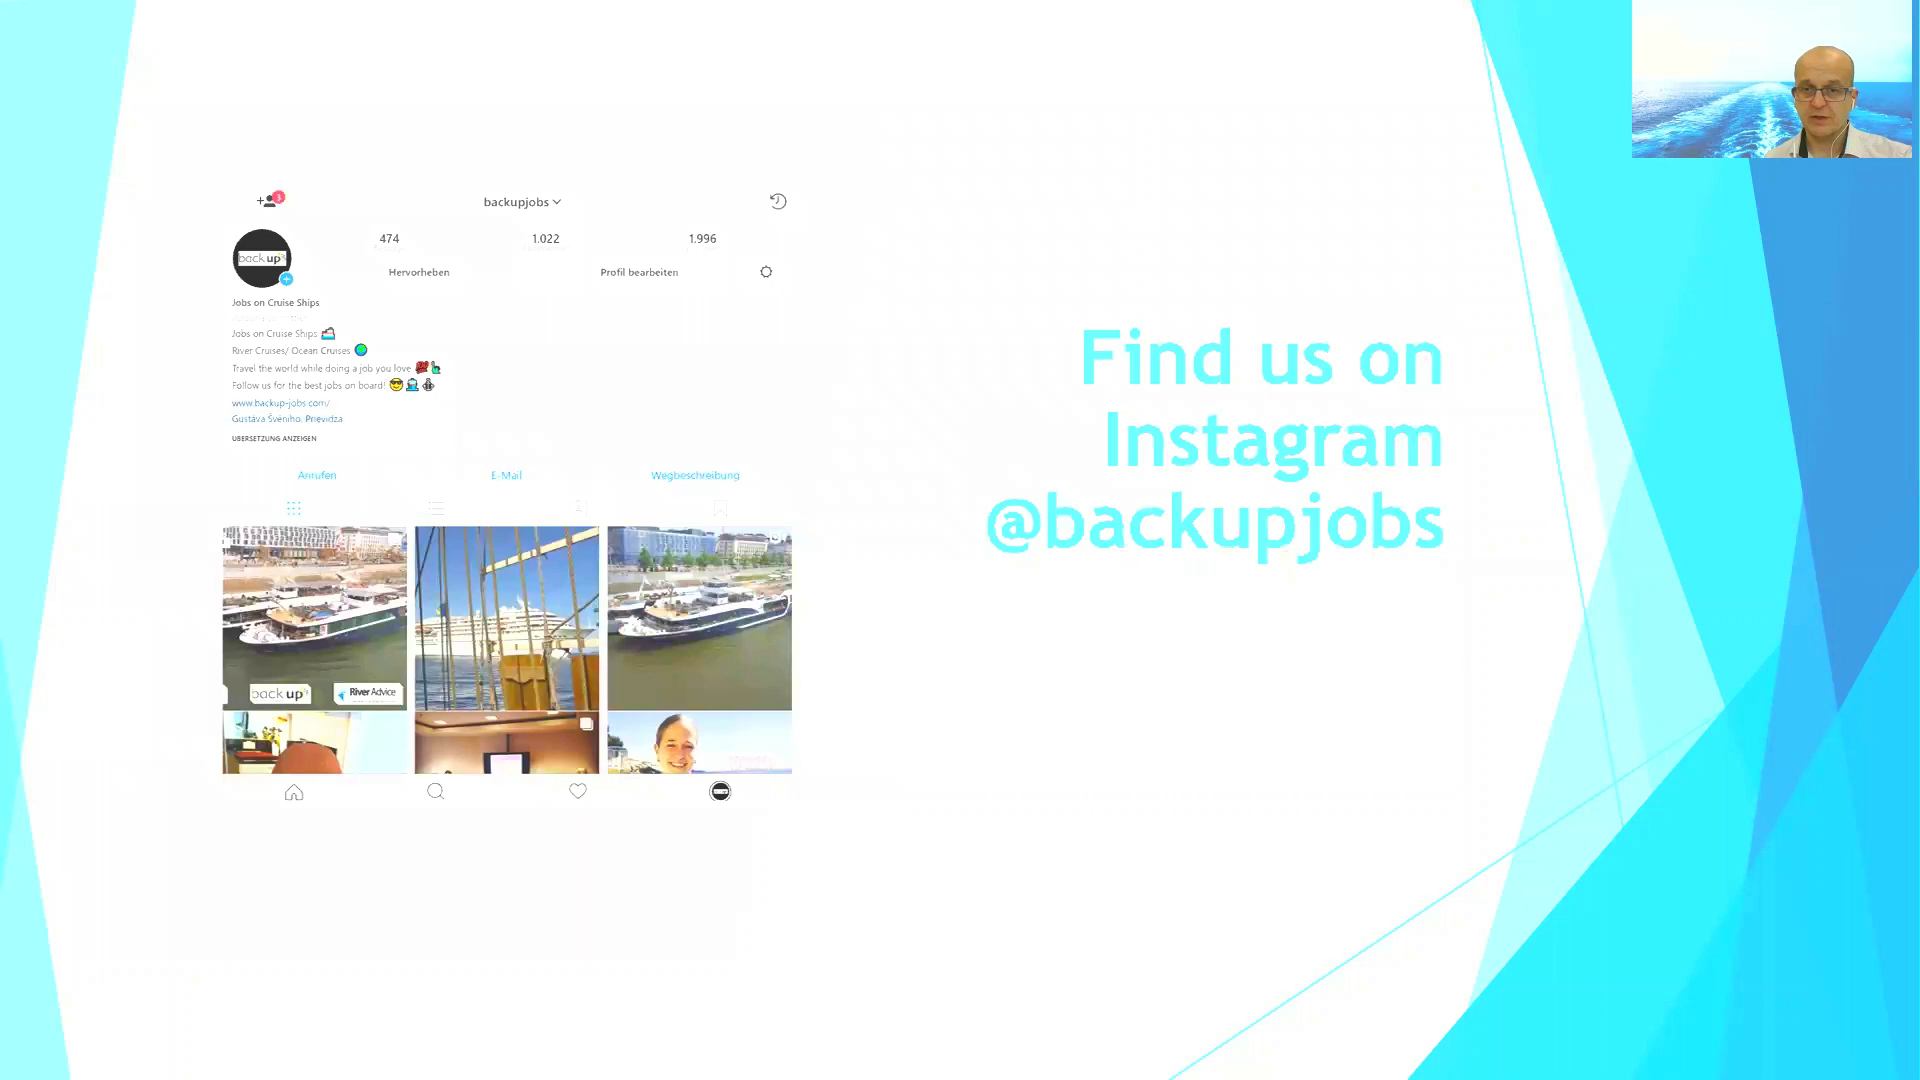 backupjobs
474
1.022
1.996
back up
Hervorheben
Profil bearbeiten
Jobs on Cruise Ships
Jobs on Cruise Ships
River Cruises/ Ocean Cruises
Travel the world while doing a job you love
Follow us for the best jobs on board!
www.backup-jobs.com/
Gustáva Švéniho, Prievidza
ÜBERSETZUNG ANZEIGEN
Anrufen
E-Mail
Wegbeschreibung
back up
River Advice
Find us on
Instagram
@backupjobs